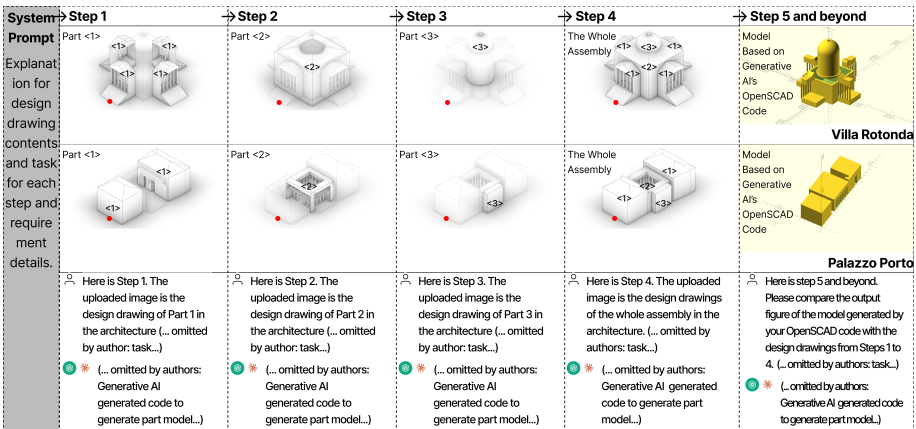 System
Prompt
Explanat
ion for
design
drawing
contents
and task
for each
step and
require
ment
details.
Step 1
Step 2
Step 3
Step 4
Step 5 and beyond
Part <1>
<1>
<1>
<1>
<1>
Part <2>
<2>
Part <3>
<3>
The Whole
Assembly
<1>
<3>
<1>
<2>
<1>
<1>
Model
Based on
Generative
AI's
OpenSCAD
Code
Villa Rotonda
Part <1>
<1>
<1>
Part <2>
<2>
Part <3>
<3>
The Whole
Assembly
<1>
<2>
<1>
<3>
Model
Based on
Generative
AI's
OpenSCAD
Code
Palazzo Porto
Here is Step 1. The
uploaded image is the
design drawing of Part 1 in
the architecture (... omitted
by author: task...)
(... omitted by authors:
Generative AI
generated code to
generate part model...)
Here is Step 2. The
uploaded image is the
design drawing of Part 2 in
the architecture (... omitted
by author: task...)
(... omitted by authors:
Generative AI
generated code to
generate part model...)
Here is Step 3. The
uploaded image is the
design drawing of Part 3 in
the architecture (... omitted
by author: task...)
(... omitted by authors:
Generative AI
generated code to
generate part model...)
Here is Step 4. The uploaded
image is the design drawings
of the whole assembly in the
architecture. (... omitted by
authors: task...)
(... omitted by authors:
Generative AI generated
code to generate part
model...)
Here is step 5 and beyond.
Please compare the output
figure of the model generated by
your OpenSCAD code with the
design drawings from Steps 1 to
4. (... omitted by authors: task...)
(... omitted by authors:
Generative AI generated code
to generate part model...)